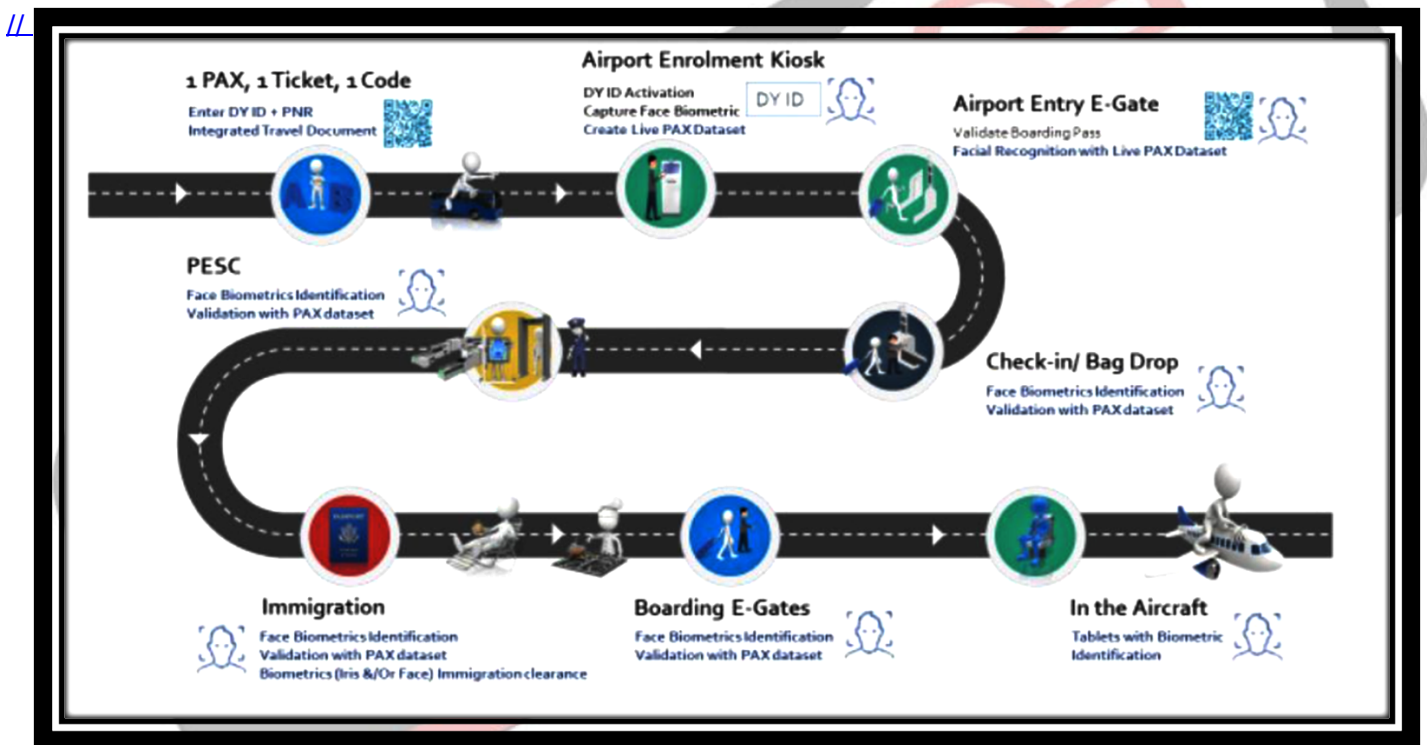 //
1 PAX, 1 Ticket, 1 Code
Enter DY ID + PNR
Integrated Travel Document
Airport Enrolment Kiosk
DY ID Activation
Capture Face Biometric
Create Live PAX Dataset
DY ID
Airport Entry E-Gate
Validate Boarding Pass
Facial Recognition with Live PAX Dataset
A B
PESC
Face Biometrics Identification
Validation with PAX dataset
Check-in/ Bag Drop
Face Biometrics Identification
Validation with PAX dataset
PASSPORT
Immigration
Face Biometrics Identification
Validation with PAX dataset
Biometrics (Iris &/Or Face) Immigration clearance
Boarding E-Gates
Face Biometrics Identification
Validation with PAX dataset
In the Aircraft
Tablets with Biometric
Identification